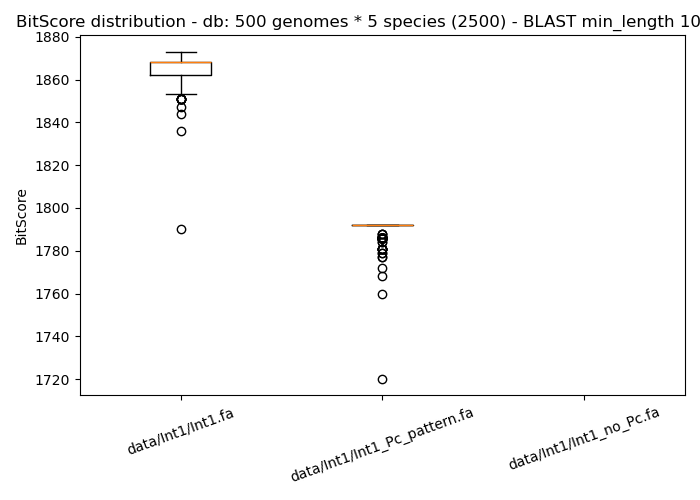 BitScore distribution - db: 500 genomes * 5 species (2500) - BLAST min_length 10
1880
1860
1840
1820
1800
1780
1760
1740
1720
BitScore
data/Int1/Int1.fa
data/Int1/Int1_Pc_pattern.fa
data/Int1/Int1_no_Pc.fa